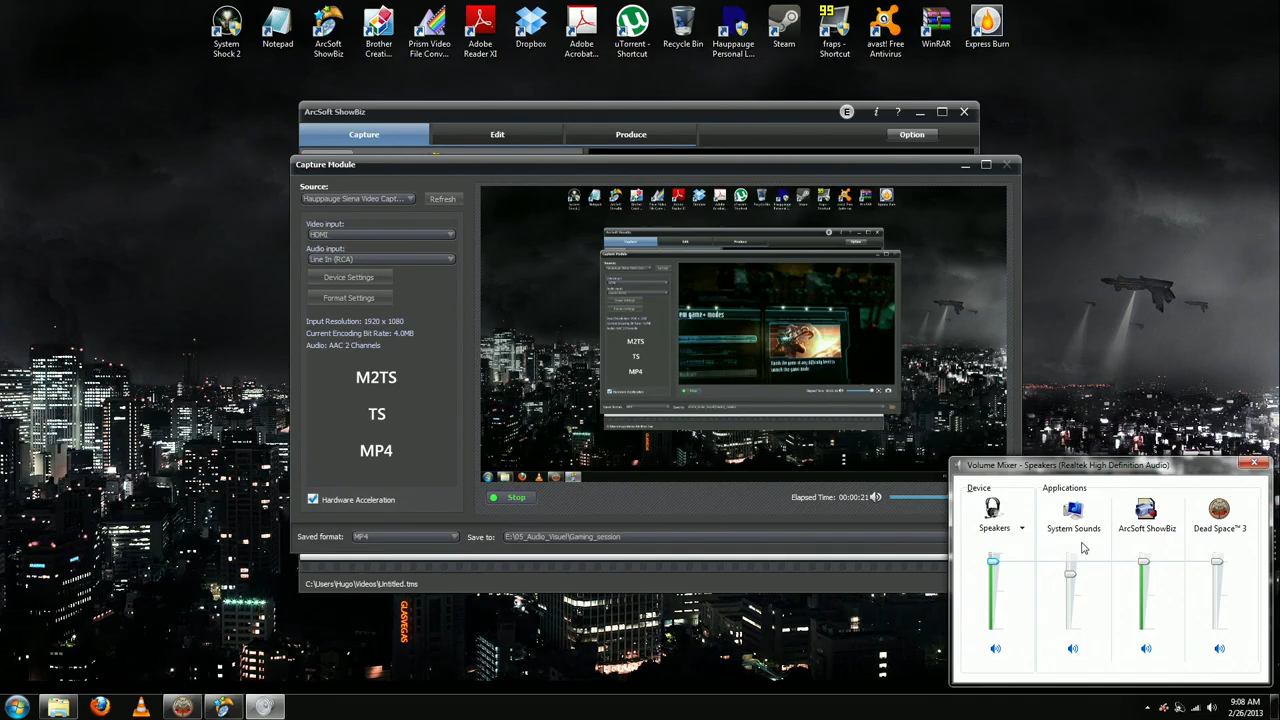 System
Shock 2
Notepad
ArcSoft
ShowBiz
Brother
Creati...
Prism Video
File Conv...
Adobe
Reader XI
Dropbox
Adobe
Acrobat...
uTorrent -
Shortcut
Recycle Bin
Hauppauge
Personal L...
Steam
99
fraps -
Shortcut
avast! Free
Antivirus
WinRAR
Express Burn
ArcSoft ShowBiz
E i ?
Capture Edit Produce Option
Capture Module
Source:
Hauppauge Siena Video Capt... Refresh
Video input:
HDMI
Audio input:
Line In (RCA)
Device Settings
Format Settings
Input Resolution: 1920 x 1080
Current Encoding Bit Rate: 4.0MB
Audio: AAC 2 Channels
M2TS
TS
MP4
Hardware Acceleration
M2TS
TS
MP4
Stop Elapsed Time: 00:00:21
Saved format: MP4 Save to: E:\05_Audio_Visuel\Gaming_session
C:\Users\Hugo\Videos\Untitled.tms
Volume Mixer - Speakers (Realtek High Definition Audio)
Device Applications
Speakers System Sounds ArcSoft ShowBiz Dead Space™ 3
GLASVEGAS
9:08 AM
2/26/2013